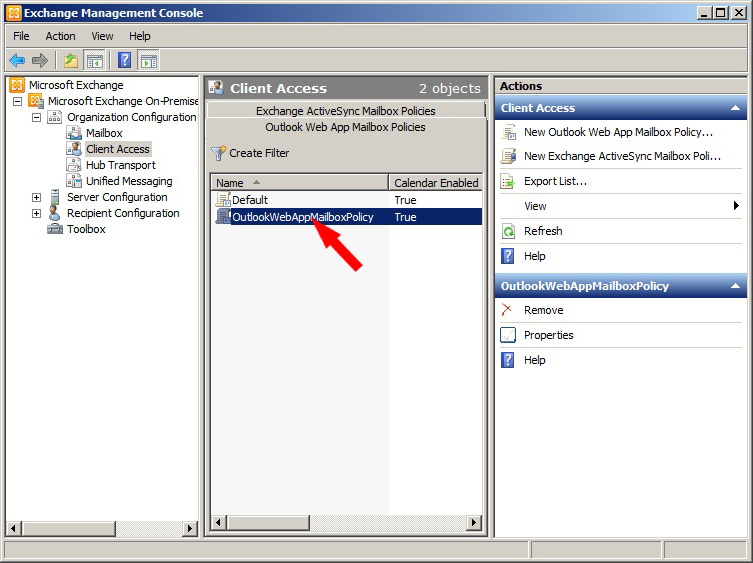 Exchange Management Console
File Action View Help
Microsoft Exchange
Microsoft Exchange On-Premise
Organization Configuration
Mailbox
Client Access
Hub Transport
Unified Messaging
Server Configuration
Recipient Configuration
Toolbox
Client Access 2 objects
Exchange ActiveSync Mailbox Policies
Outlook Web App Mailbox Policies
Create Filter
Name Calendar Enabled
Default True
OutlookWebAppMailboxPolicy True
Actions
Client Access
New Outlook Web App Mailbox Policy...
New Exchange ActiveSync Mailbox Poli...
Export List...
View
Refresh
Help
OutlookWebAppMailboxPolicy
Remove
Properties
Help